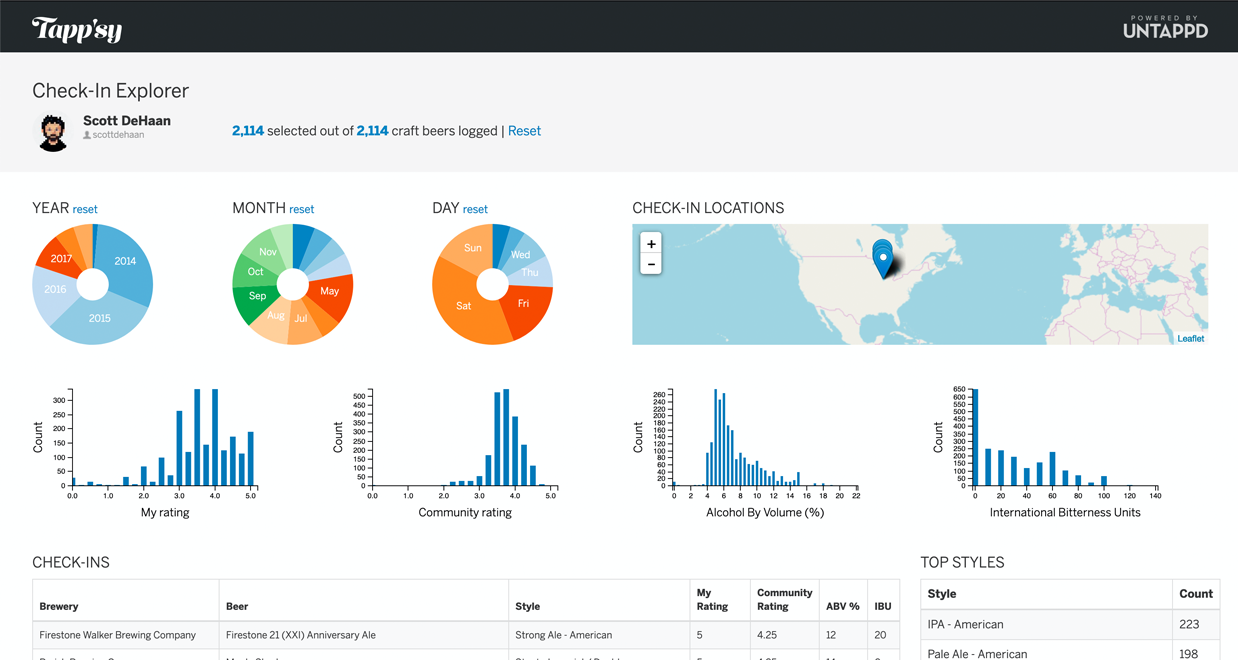 Tapp'sy
POWERED BY
UNTAPPD
Check-In Explorer
Scott DeHaan
scottdehaan
2,114 selected out of 2,114 craft beers logged | Reset
YEAR reset
2014
2015
2016
2017
MONTH reset
May
Jul
Aug
Sep
Oct
Nov
DAY reset
Wed
Thu
Fri
Sat
Sun
CHECK-IN LOCATIONS
+
−
Leaflet
Count
300
250
200
150
100
50
0
0.0 1.0 2.0 3.0 4.0 5.0
My rating
Count
500
450
400
350
300
250
200
150
100
50
0
0.0 1.0 2.0 3.0 4.0 5.0
Community rating
Count
260
240
220
200
180
160
140
120
100
80
60
40
20
0
0 2 4 6 8 10 12 14 16 18 20 22
Alcohol By Volume (%)
Count
650
600
550
500
450
400
350
300
250
200
150
100
50
0
0 20 40 60 80 100 120 140
International Bitterness Units
CHECK-INS
Brewery Beer Style My Rating Community Rating ABV % IBU
Firestone Walker Brewing Company Firestone 21 (XXI) Anniversary Ale Strong Ale - American 5 4.25 12 20
TOP STYLES
Style Count
IPA - American 223
Pale Ale - American 198